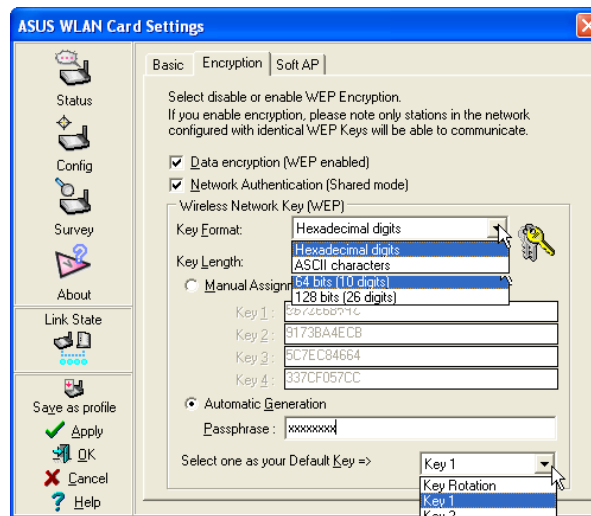 ASUS WLAN Card Settings
Status
Config
Survey
About
Link State
Save as profile
Apply
OK
Cancel
Help
Basic Encryption Soft AP
Select disable or enable WEP Encryption.
If you enable encryption, please note only stations in the network
configured with identical WEP Keys will be able to communicate.
Data encryption (WEP enabled)
Network Authentication (Shared mode)
Wireless Network Key (WEP)
Key Format: Hexadecimal digits
Hexadecimal digits
ASCII characters
Key Length:
64 bits (10 digits)
128 bits (26 digits)
Manual Assign
Key 1 :
Key 2 : 9173BA4ECB
Key 3 : 5C7EC84664
Key 4 : 337CF057CC
Automatic Generation
Passphrase : xxxxxxxx
Select one as your Default Key => Key 1
Key Rotation
Key 1
Key 2